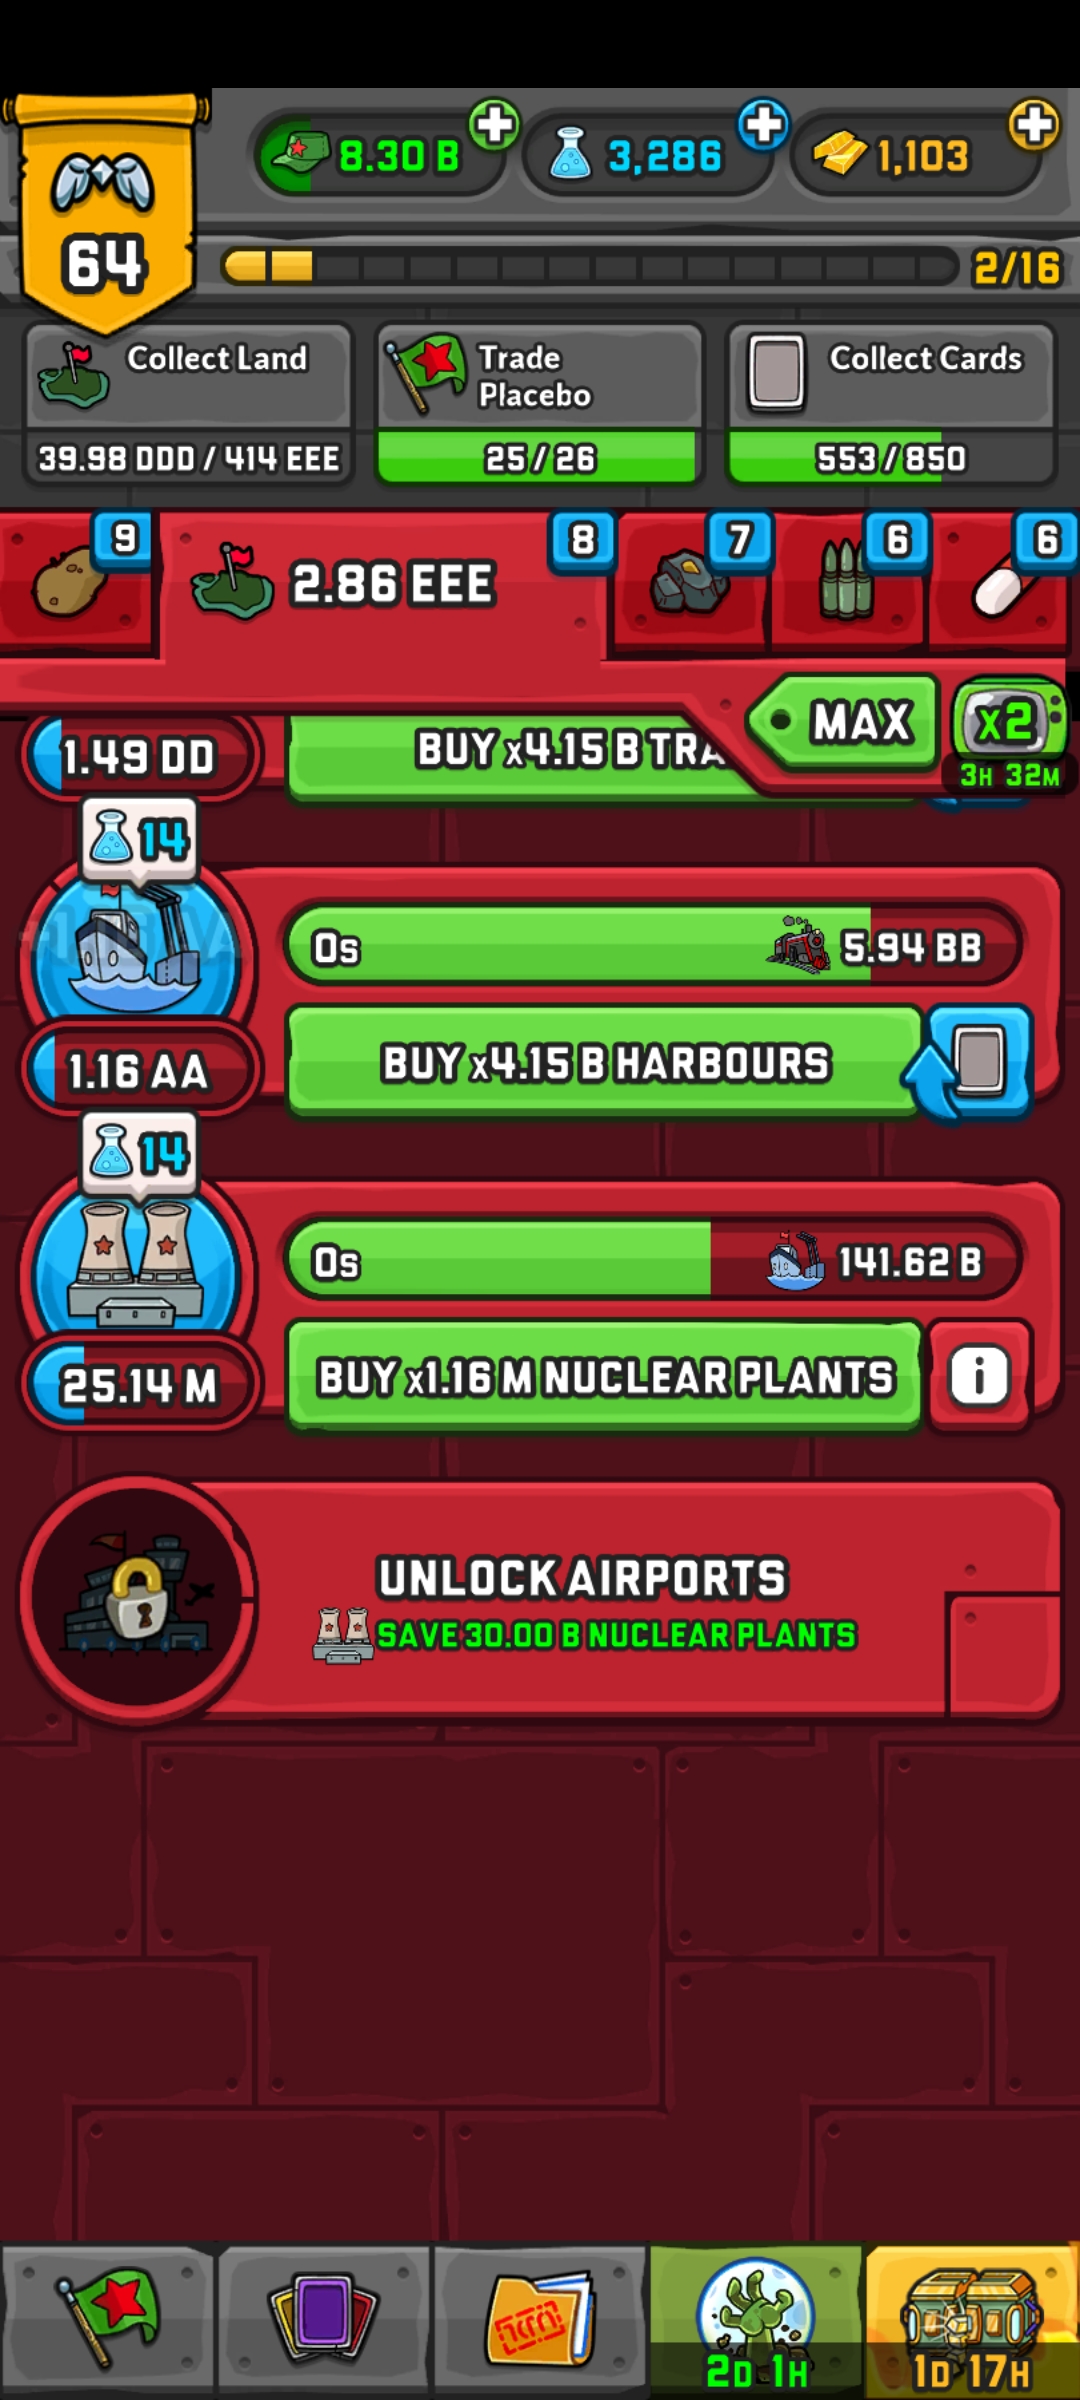 8.30 B
3,286
1,103
64
2/16
Collect Land
39.98 DDD / 414 EEE
Trade
Placebo
25/26
Collect Cards
553/850
9
2.86 EEE
8
7
6
6
MAX
x2
3H 32M
1.49 DD
BUY x4.15 B TRA
14
0s
5.94 BB
1.16 AA
BUY x4.15 B HARBOURS
14
0s
141.62 B
25.14 M
BUY x1.16 M NUCLEAR PLANTS
i
UNLOCK AIRPORTS
SAVE 30.00 B NUCLEAR PLANTS
2D 1H
1D 17H